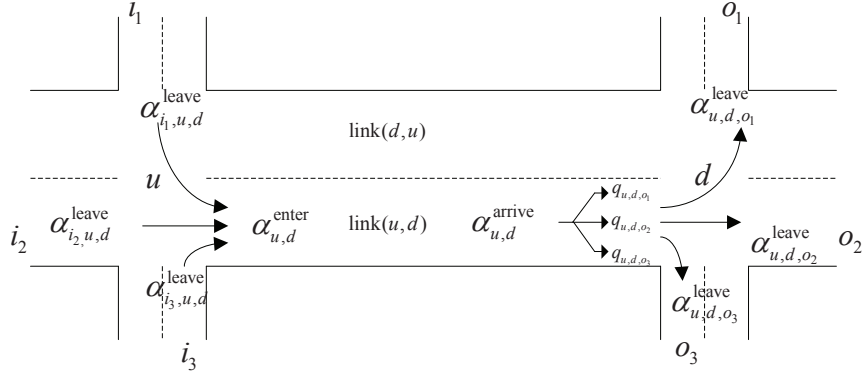 i₁ o₁
α^leave_{i₁,u,d} α^leave_{u,d,o₁}
link(d,u)
u d
q_{u,d,o₁}
i₂ α^leave_{i₂,u,d} α^enter_{u,d} link(u,d) α^arrive_{u,d} q_{u,d,o₂} α^leave_{u,d,o₂} o₂
q_{u,d,o₃}
α^leave_{i₃,u,d} α^leave_{u,d,o₃}
i₃ o₃